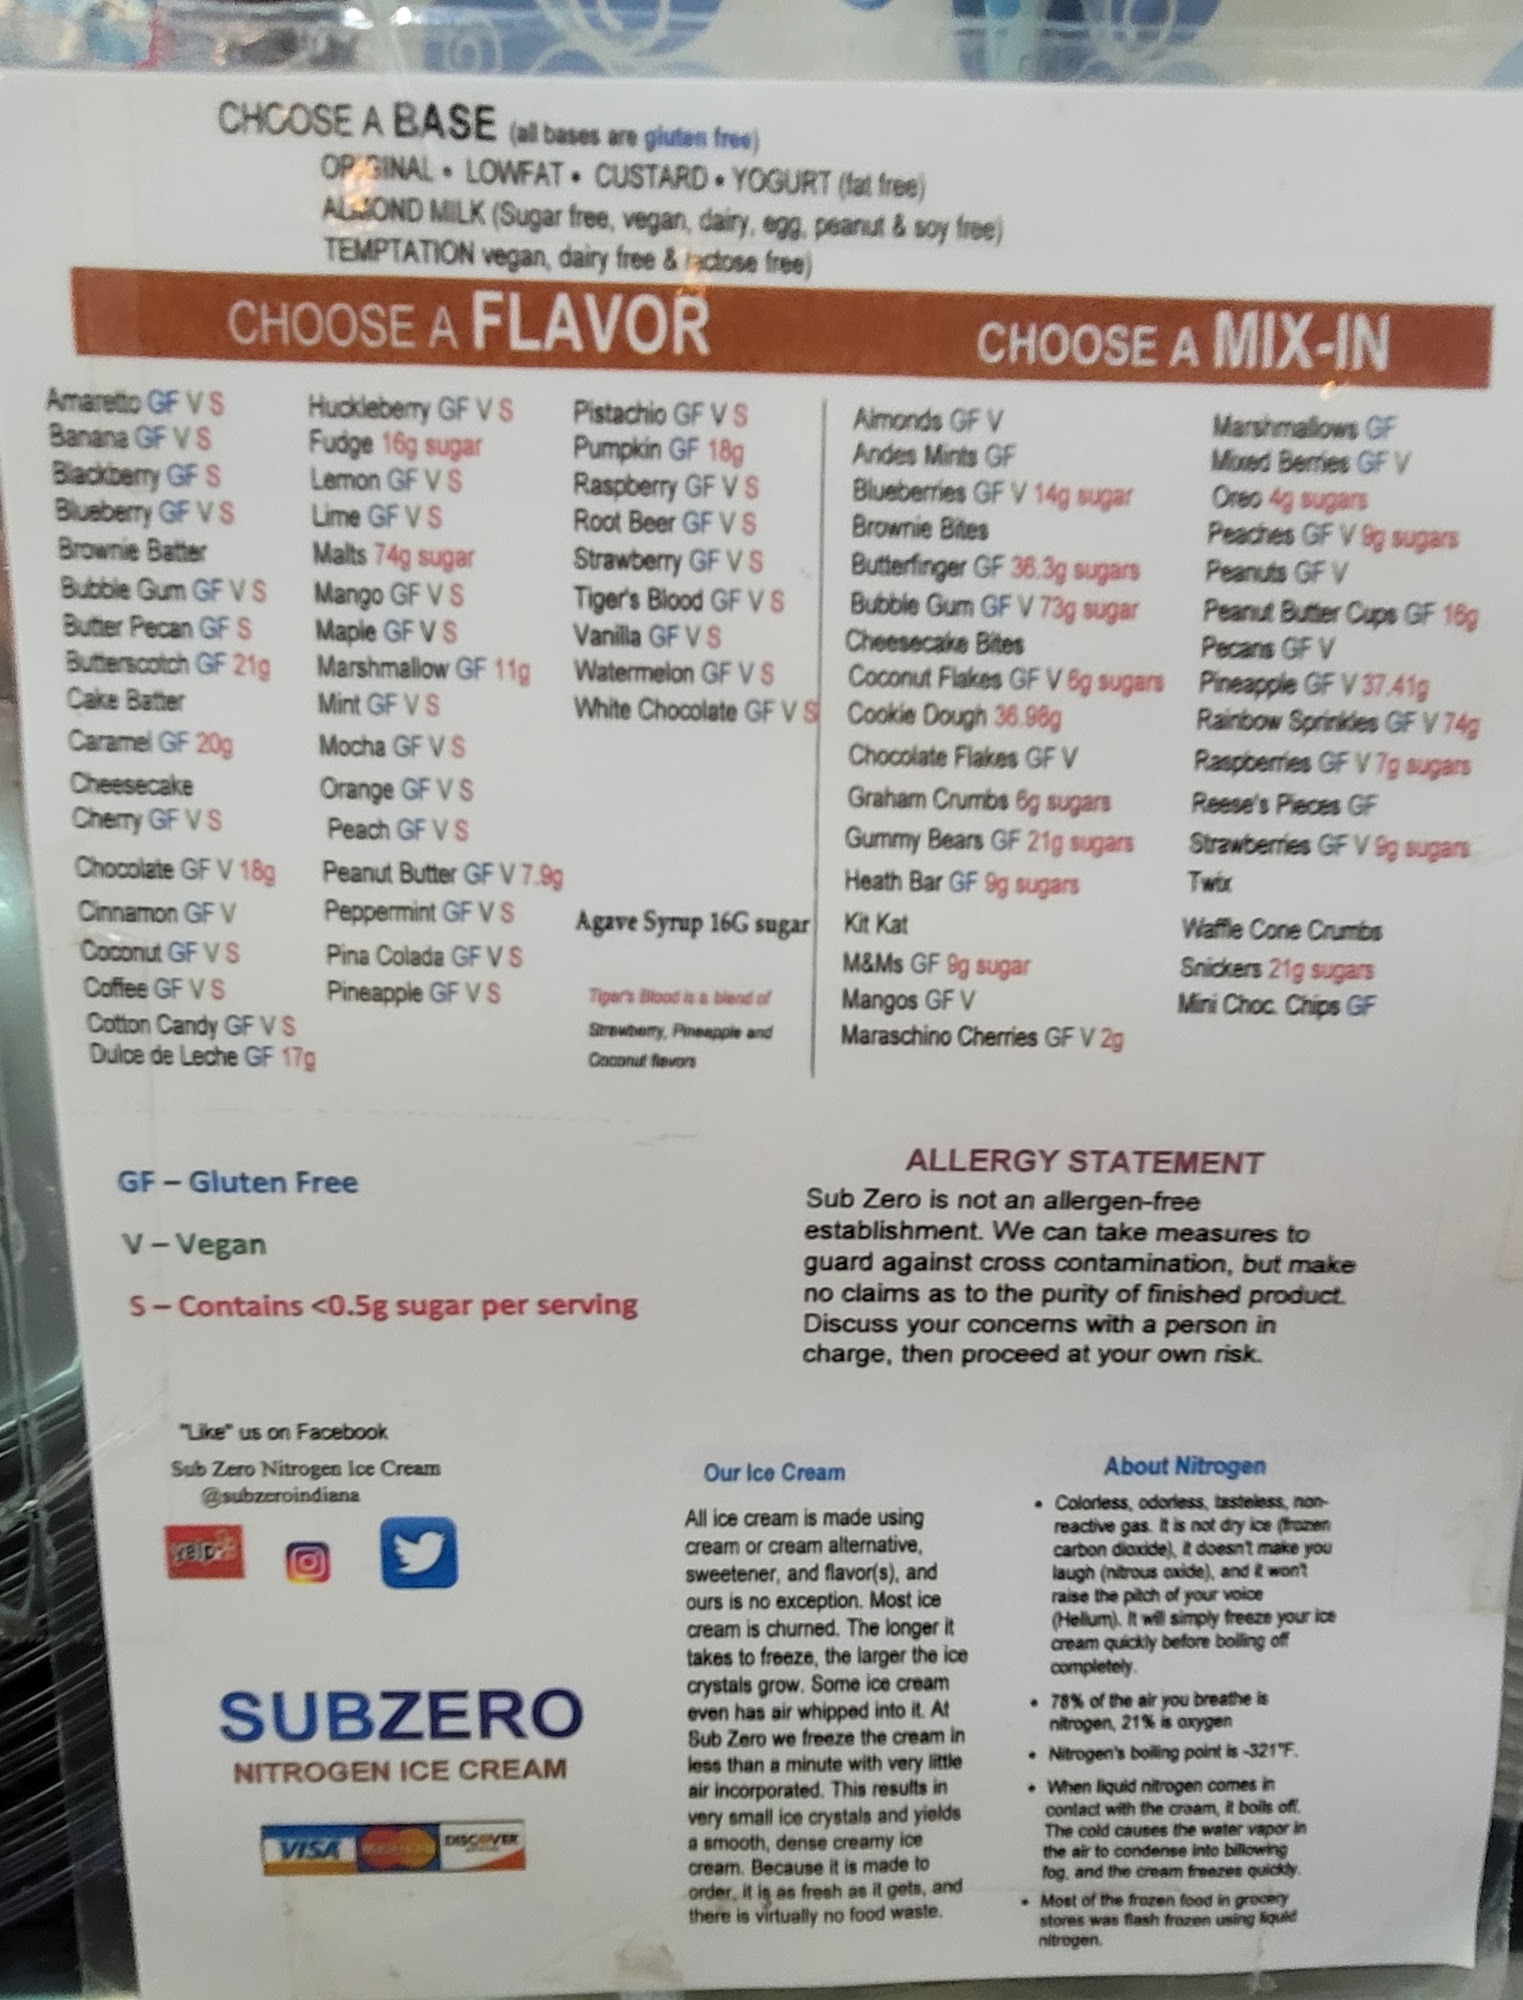 CHOOSE A BASE (all bases are gluten free)
ORIGINAL • LOWFAT • CUSTARD • YOGURT (fat free)
ALMOND MILK (Sugar free, vegan, dairy, egg, peanut & soy free)
TEMPTATION vegan, dairy free & lactose free)
CHOOSE A FLAVOR
Amaretto GF V S
Banana GF V S
Blackberry GF S
Blueberry GF V S
Brownie Batter
Bubble Gum GF V S
Butter Pecan GF S
Butterscotch GF 21g
Cake Batter
Caramel GF 20g
Cheesecake
Cherry GF V S
Chocolate GF V 18g
Cinnamon GF V
Coconut GF V S
Coffee GF V S
Cotton Candy GF V S
Dulce de Leche GF 17g
Huckleberry GF V S
Fudge 16g sugar
Lemon GF V S
Lime GF V S
Malts 74g sugar
Mango GF V S
Maple GF V S
Marshmallow GF 11g
Mint GF V S
Mocha GF V S
Orange GF V S
Peach GF V S
Peanut Butter GF V 7.9g
Peppermint GF V S
Pina Colada GF V S
Pineapple GF V S
Pistachio GF V S
Pumpkin GF 18g
Raspberry GF V S
Root Beer GF V S
Strawberry GF V S
Tiger's Blood GF V S
Vanilla GF V S
Watermelon GF V S
White Chocolate GF V S
Agave Syrup 16G sugar
Tiger's Blood is a blend of
Strawberry, Pineapple and
Coconut flavors
CHOOSE A MIX-IN
Almonds GF V
Andes Mints GF
Blueberries GF V 14g sugar
Brownie Bites
Butterfinger GF 36.3g sugars
Bubble Gum GF V 73g sugar
Cheesecake Bites
Coconut Flakes GF V 6g sugars
Cookie Dough 36.98g
Chocolate Flakes GF V
Graham Crumbs 6g sugars
Gummy Bears GF 21g sugars
Heath Bar GF 9g sugars
Kit Kat
M&Ms GF 9g sugar
Mangos GF V
Maraschino Cherries GF V 2g
Marshmallows GF
Mixed Berries GF V
Oreo 4g sugars
Peaches GF V 9g sugars
Peanuts GF V
Peanut Butter Cups GF 16g
Pecans GF V
Pineapple GF V 37.41g
Rainbow Sprinkles GF V 74g
Raspberries GF V 7g sugars
Reese's Pieces GF
Strawberries GF V 9g sugars
Twix
Waffle Cone Crumbs
Snickers 21g sugars
Mini Choc. Chips GF
GF – Gluten Free
V – Vegan
S – Contains <0.5g sugar per serving
ALLERGY STATEMENT
Sub Zero is not an allergen-free
establishment. We can take measures to
guard against cross contamination, but make
no claims as to the purity of finished product.
Discuss your concerns with a person in
charge, then proceed at your own risk.
"Like" us on Facebook
Sub Zero Nitrogen Ice Cream
@subzeroindiana
yelp
SUBZERO
NITROGEN ICE CREAM
VISA MasterCard DISCOVER
Our Ice Cream
All ice cream is made using
cream or cream alternative,
sweetener, and flavor(s), and
ours is no exception. Most ice
cream is churned. The longer it
takes to freeze, the larger the ice
crystals grow. Some ice cream
even has air whipped into it. At
Sub Zero we freeze the cream in
less than a minute with very little
air incorporated. This results in
very small ice crystals and yields
a smooth, dense creamy ice
cream. Because it is made to
order, it is as fresh as it gets, and
there is virtually no food waste.
About Nitrogen
• Colorless, odorless, tasteless, non-
reactive gas. It is not dry ice (frozen
carbon dioxide), it doesn't make you
laugh (nitrous oxide), and it won't
raise the pitch of your voice
(Helium). It will simply freeze your ice
cream quickly before boiling off
completely.
• 78% of the air you breathe is
nitrogen, 21% is oxygen
• Nitrogen's boiling point is -321°F.
• When liquid nitrogen comes in
contact with the cream, it boils off.
The cold causes the water vapor in
the air to condense into billowing
fog, and the cream freezes quickly.
• Most of the frozen food in grocery
stores was flash frozen using liquid
nitrogen.